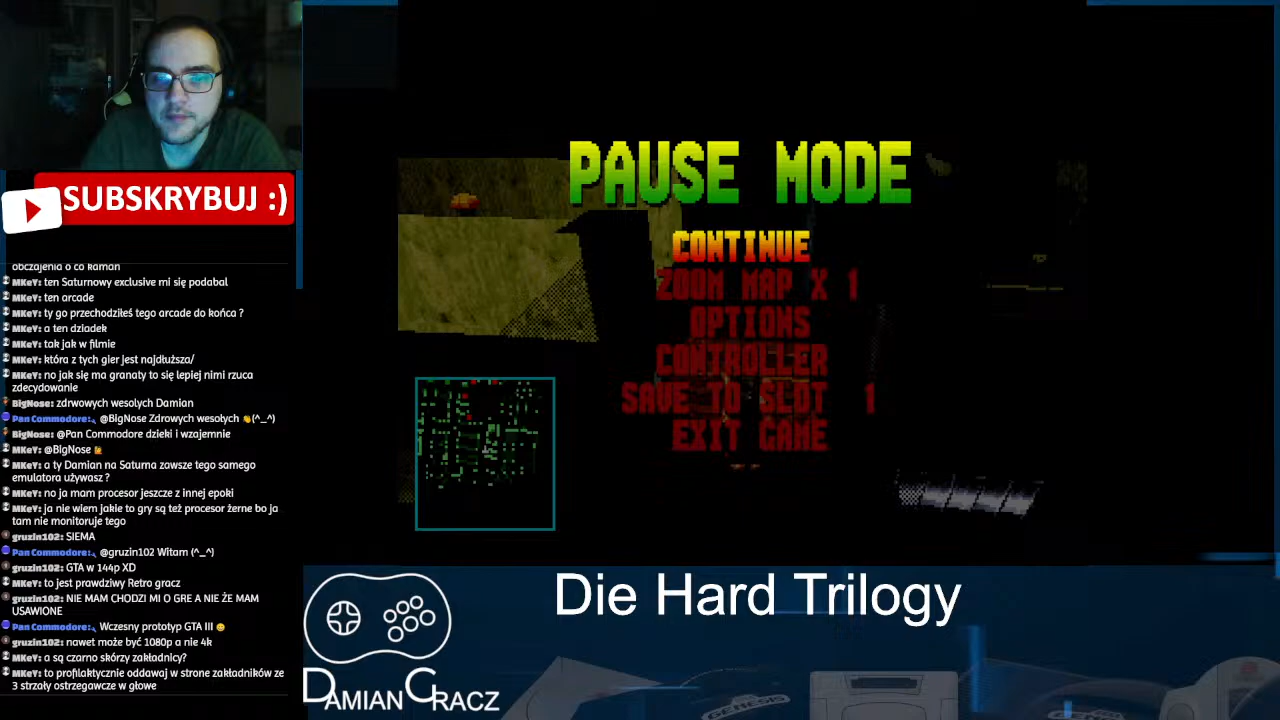 SUBSKRYBUJ :)
obczajenia o co kaman
MKeY: ten Saturnowy exclusive mi się podabal
MKeY: ten arcade
MKeY: ty go przechodziłeś tego arcade do końca ?
MKeY: a ten dziadek
MKeY: tak jak w filmie
MKeY: która z tych gier jest najdłuższa/
MKeY: no jak się ma granaty to się lepiej nimi rzuca
zdecydowanie
BigNose: zdrwowych wesolych Damian
Pan Commodore: @BigNose Zdrowych wesołych 👏(^_^)
BigNose: @Pan Commodore dzieki i wzajemnie
MKeY: @BigNose 🙋
MKeY: a ty Damian na Saturna zawsze tego samego
emulatora używasz ?
MKeY: no ja mam procesor jeszcze z innej epoki
MKeY: ja nie wiem jakie to gry są też procesor żerne bo ja
tam nie monitoruje tego
gruzin102: SIEMA
Pan Commodore: @gruzin102 Witam (^_^)
gruzin102: GTA w 144p XD
MKeY: to jest prawdziwy Retro gracz
gruzin102: NIE MAM CHODZI MI O GRE A NIE ŻE MAM
USAWIONE
Pan Commodore: Wczesny prototyp GTA III 😊
gruzin102: nawet może być 1080p a nie 4k
MKeY: a są czarno skórzy zakładnicy?
MKeY: to profilaktycznie oddawaj w strone zakładników ze
3 strzały ostrzegawcze w głowe
PAUSE MODE
CONTINUE
ZOOM MAP X 1
OPTIONS
CONTROLLER
SAVE TO SLOT 1
EXIT GAME
Die Hard Trilogy
DAMIAN GRACZ
GENESIS